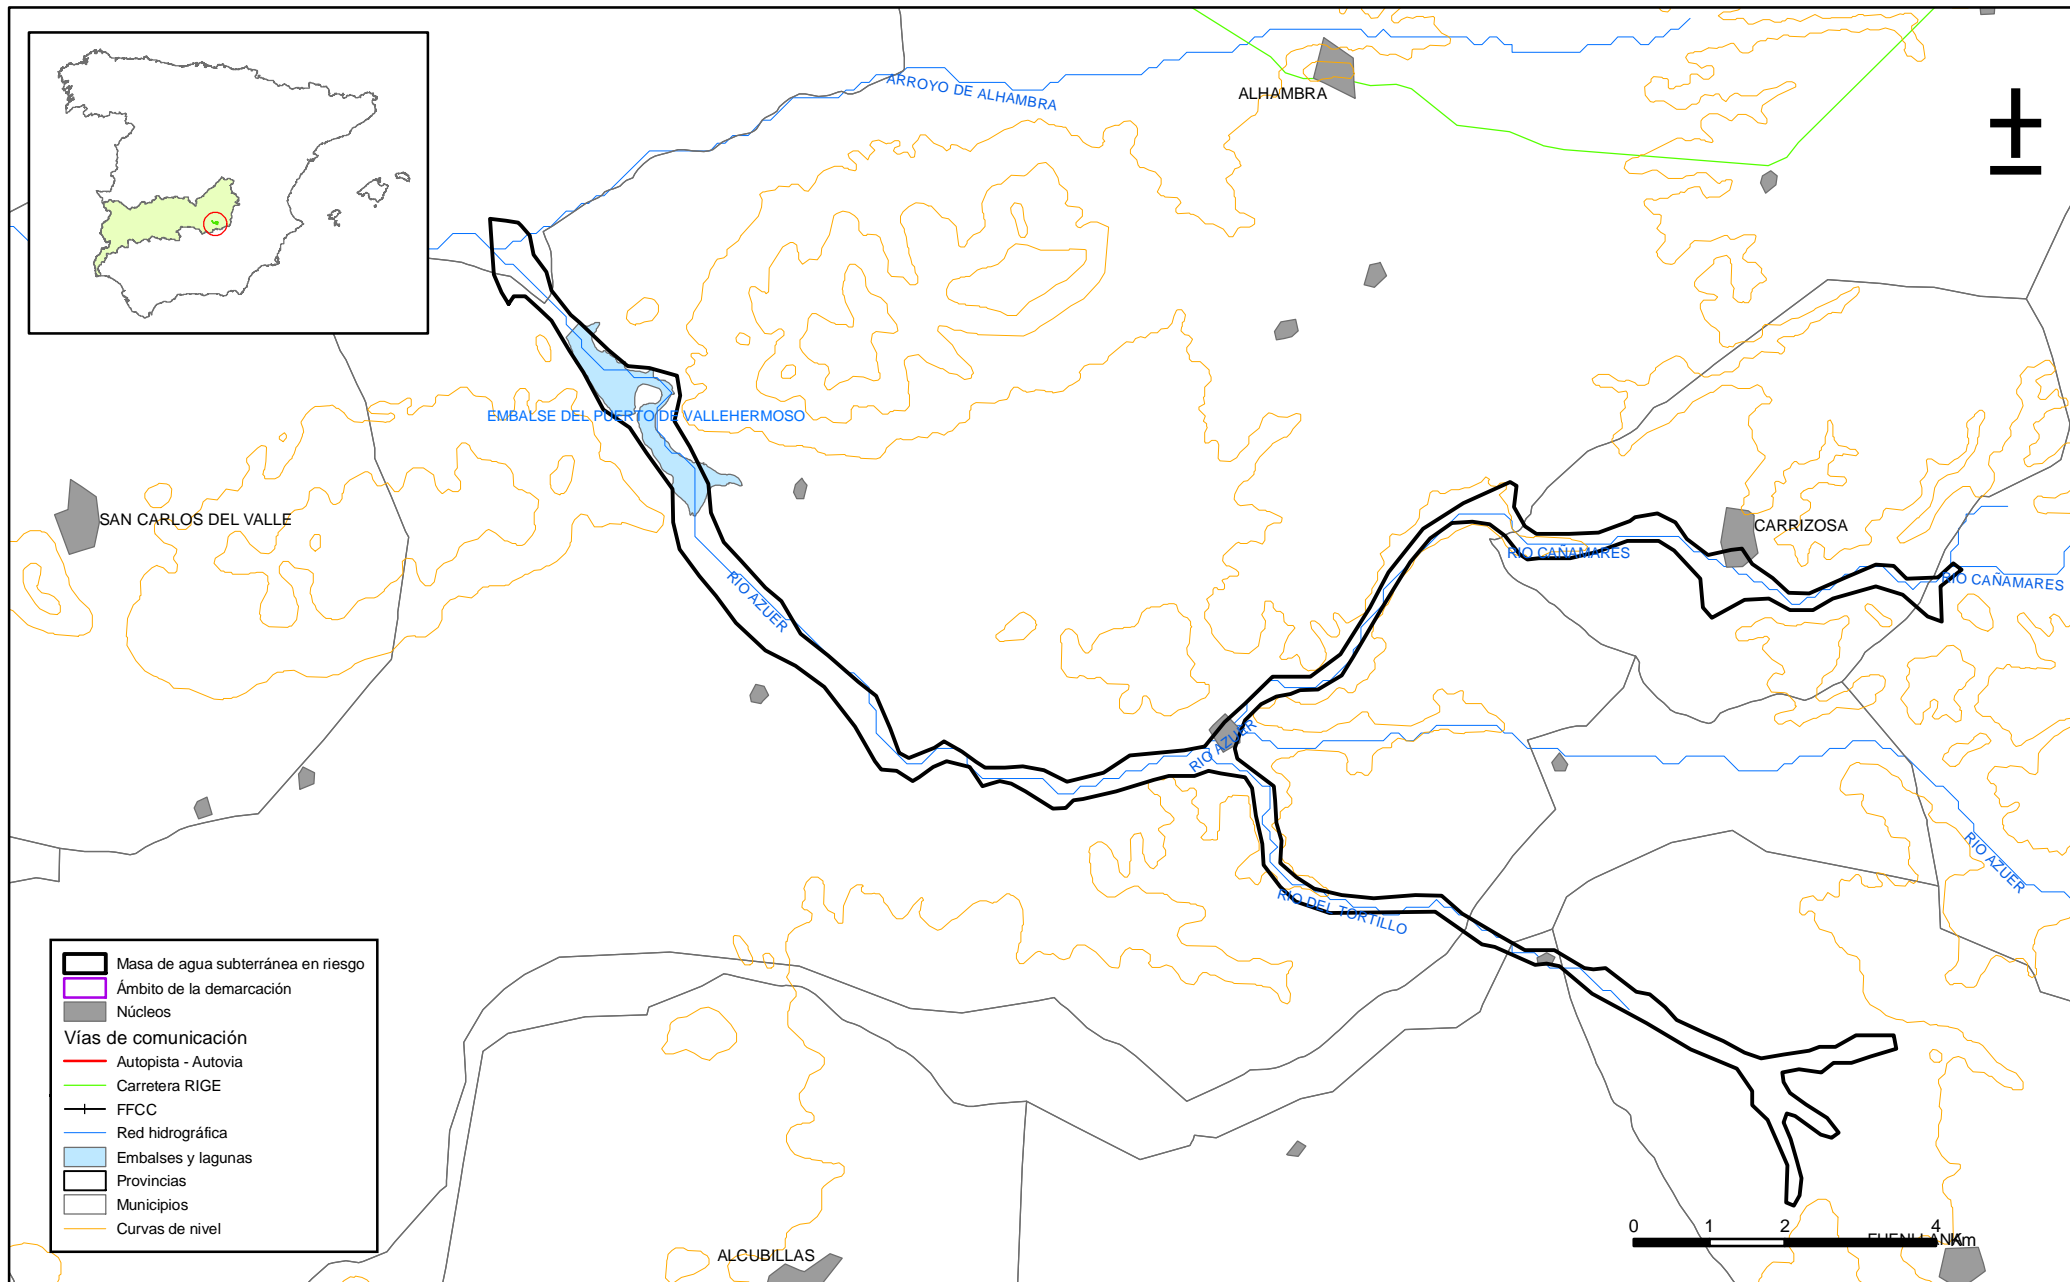 ARROYO DE ALHAMBRA
ALHAMBRA
EMBALSE DEL PUERTO DE VALLEHERMOSO
SAN CARLOS DEL VALLE
CARRIZOSA
RIO CAÑAMARES
RIO CAÑAMARES
RIO AZUER
RIO AZUER
RIO AZUER
RIO DEL TORTILLO
Masa de agua subterránea en riesgo
Ámbito de la demarcación
Núcleos
Vías de comunicación
Autopista - Autovia
Carretera RIGE
FFCC
Red hidrográfica
Embalses y lagunas
Provincias
Municipios
Curvas de nivel
ALCUBILLAS
0 1 2 4
Km
FUENLLANA